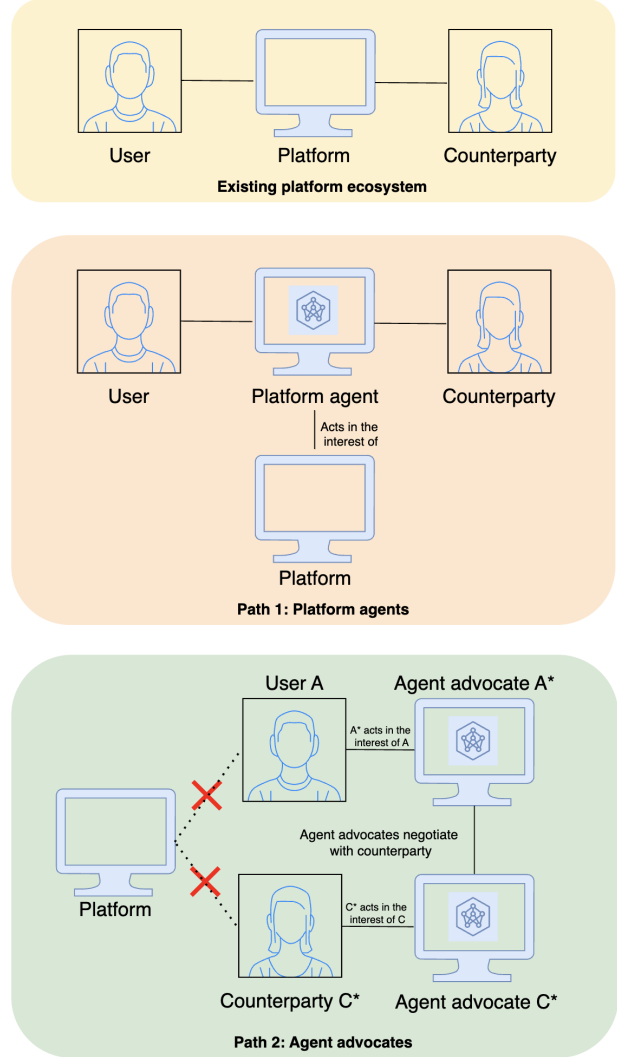 User
Platform
Counterparty
Existing platform ecosystem
User
Platform agent
Counterparty
Acts in the
interest of
Platform
Path 1: Platform agents
User A
Agent advocate A*
A* acts in the
interest of A
Agent advocates negotiate
with counterparty
Platform
C* acts in the
interest of C
Counterparty C*
Agent advocate C*
Path 2: Agent advocates